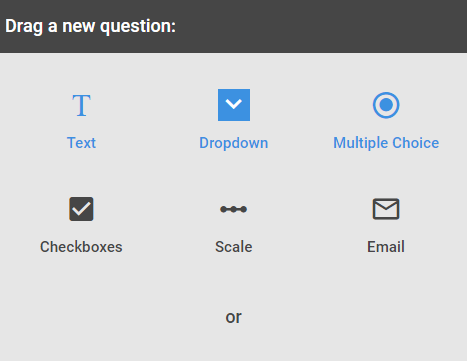 Drag a new question:
Text Dropdown Multiple Choice
Checkboxes Scale Email
or